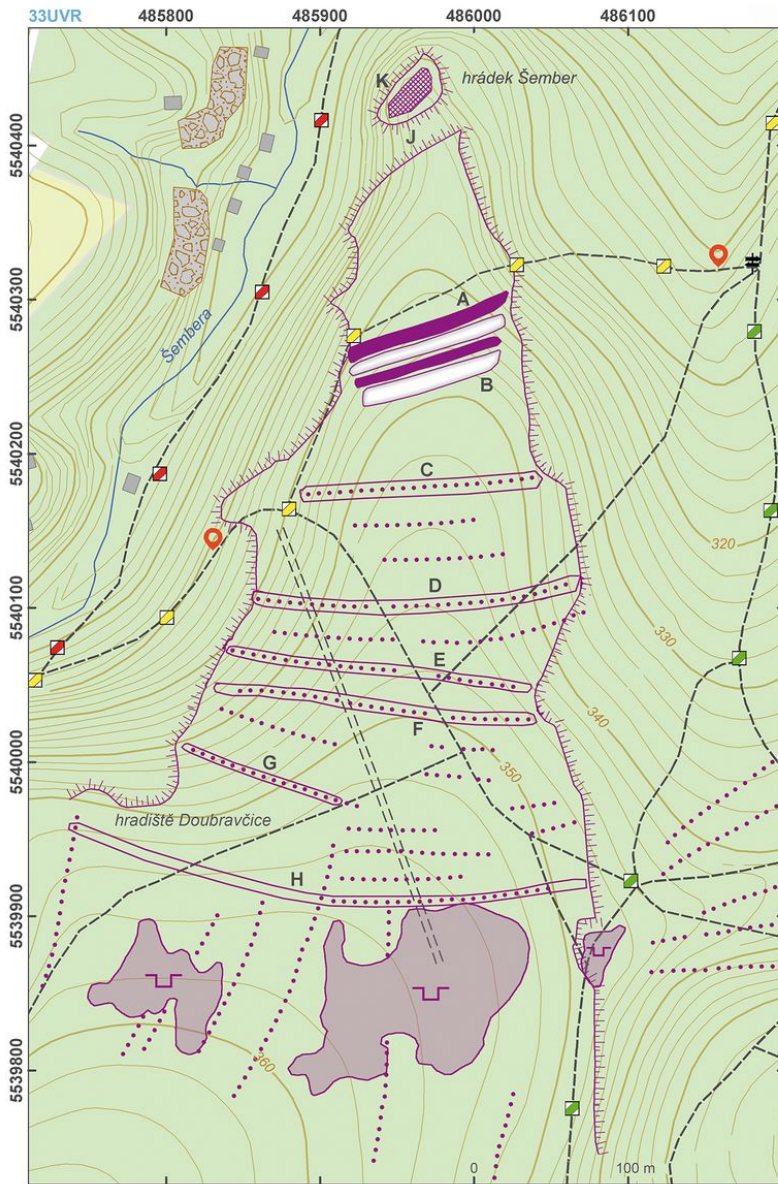 33UVR
485800
485900
486000
486100
K
hrádek Šember
J
5540400
A
5540300
Šembera
B
5540200
C
320
5540100
D
330
E
340
F
5540000
G
350
hradiště Doubravčice
H
5539900
360
5539800
0
100 m